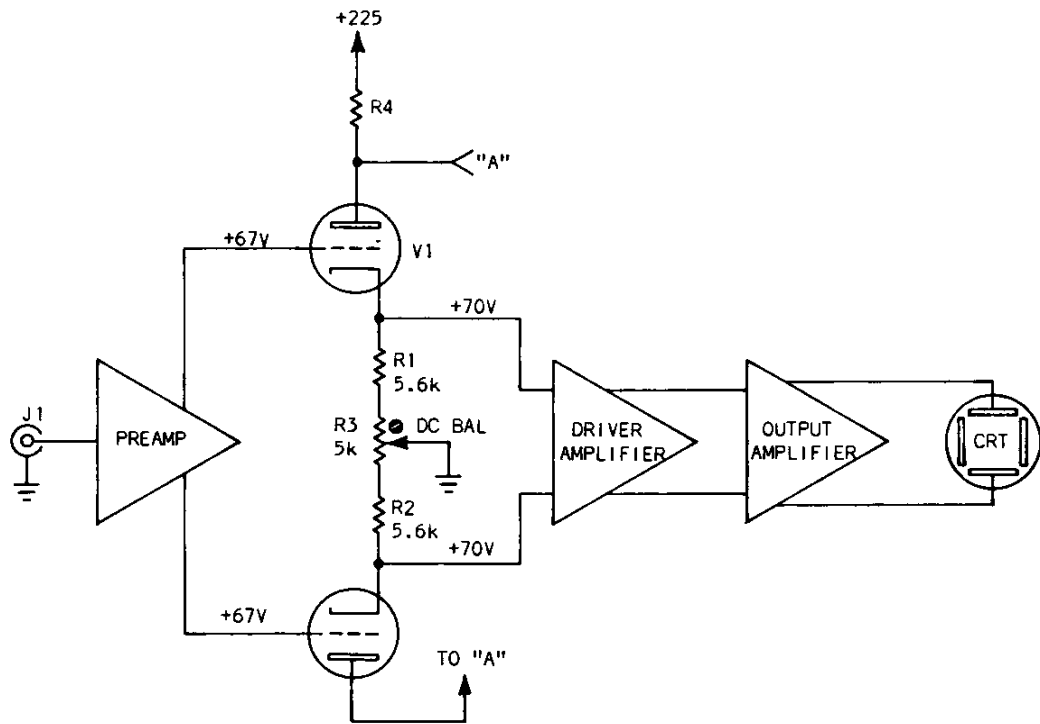 +225
R4
"A"
+67V
V1
+70V
R1
5.6k
J1
PREAMP
R3
5k
DC BAL
DRIVER
AMPLIFIER
OUTPUT
AMPLIFIER
CRT
R2
5.6k
+70V
+67V
TO "A"